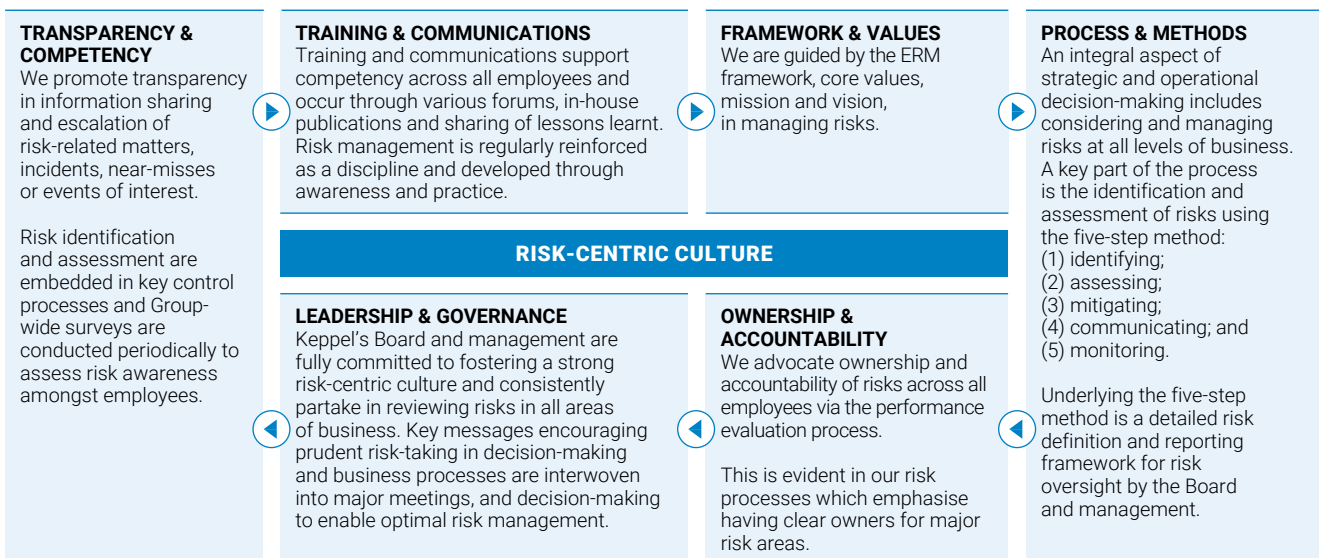 TRANSPARENCY &
COMPETENCY
We promote transparency
in information sharing
and escalation of
risk-related matters,
incidents, near-misses
or events of interest.
Risk identification
and assessment are
embedded in key control
processes and Group-
wide surveys are
conducted periodically to
assess risk awareness
amongst employees.
TRAINING & COMMUNICATIONS
Training and communications support
competency across all employees and
occur through various forums, in-house
publications and sharing of lessons learnt.
Risk management is regularly reinforced
as a discipline and developed through
awareness and practice.
FRAMEWORK & VALUES
We are guided by the ERM
framework, core values,
mission and vision,
in managing risks.
PROCESS & METHODS
An integral aspect of
strategic and operational
decision-making includes
considering and managing
risks at all levels of business.
A key part of the process
is the identification and
assessment of risks using
the five-step method:
(1) identifying;
(2) assessing;
(3) mitigating;
(4) communicating; and
(5) monitoring.
Underlying the five-step
method is a detailed risk
definition and reporting
framework for risk
oversight by the Board
and management.
RISK-CENTRIC CULTURE
LEADERSHIP & GOVERNANCE
Keppel's Board and management are
fully committed to fostering a strong
risk-centric culture and consistently
partake in reviewing risks in all areas
of business. Key messages encouraging
prudent risk-taking in decision-making
and business processes are interwoven
into major meetings, and decision-making
to enable optimal risk management.
OWNERSHIP &
ACCOUNTABILITY
We advocate ownership and
accountability of risks across all
employees via the performance
evaluation process.
This is evident in our risk
processes which emphasise
having clear owners for major
risk areas.